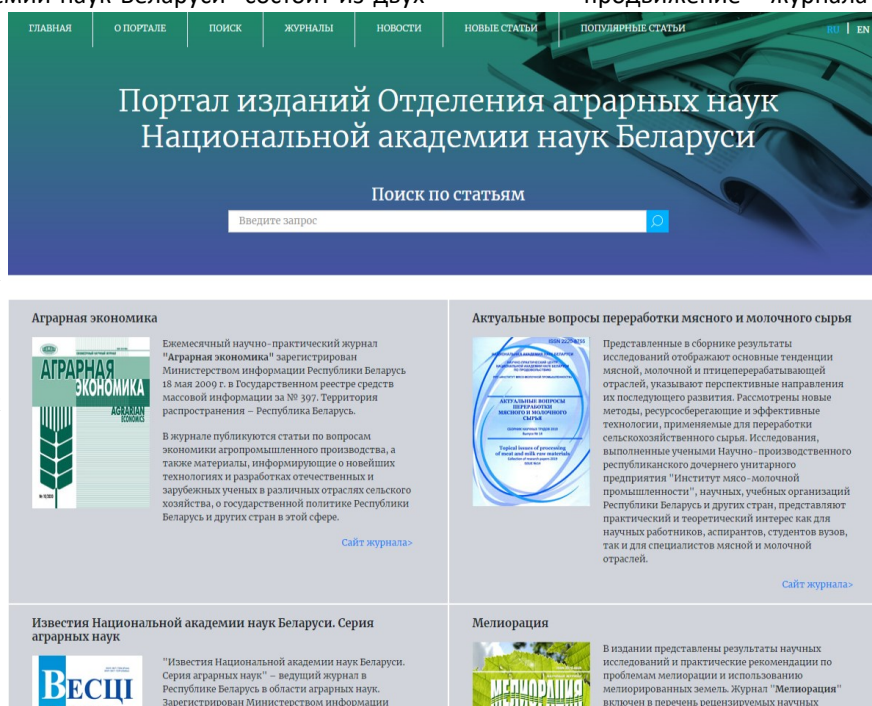 мии наук Беларуси" состоит из двух
продвижение журнала
ГЛАВНАЯ О ПОРТАЛЕ ПОИСК ЖУРНАЛЫ НОВОСТИ НОВЫЕ СТАТЬИ ПОПУЛЯРНЫЕ СТАТЬИ RU | EN
Портал изданий Отделения аграрных наук
Национальной академии наук Беларуси
Поиск по статьям
Введите запрос
Аграрная экономика
АГРАРНАЯ
ЭКОНОМИКА
AGRARIAN
ECONOMICS
Ежемесячный научно-практический журнал
"Аграрная экономика" зарегистрирован
Министерством информации Республики Беларусь
18 мая 2009 г. в Государственном реестре средств
массовой информации за № 397. Территория
распространения – Республика Беларусь.
В журнале публикуются статьи по вопросам
экономики агропромышленного производства, а
также материалы, информирующие о новейших
технологиях и разработках отечественных и
зарубежных ученых в различных отраслях сельского
хозяйства, о государственной политике Республики
Беларусь и других стран в этой сфере.
Сайт журнала>
Актуальные вопросы переработки мясного и молочного сырья
АКТУАЛЬНЫЕ ВОПРОСЫ
ПЕРЕРАБОТКИ
МЯСНОГО И МОЛОЧНОГО
СЫРЬЯ
Topical issues of processing
of meat and milk raw materials
Представленные в сборнике результаты
исследований отображают основные тенденции
мясной, молочной и птицеперерабатывающей
отраслей, указывают перспективные направления
их последующего развития. Рассмотрены новые
методы, ресурсосберегающие и эффективные
технологии, применяемые для переработки
сельскохозяйственного сырья. Исследования,
выполненные учеными Научно-производственного
республиканского дочернего унитарного
предприятия "Институт мясо-молочной
промышленности", научных, учебных организаций
Республики Беларусь и других стран, представляют
практический и теоретический интерес как для
научных работников, аспирантов, студентов вузов,
так и для специалистов мясной и молочной
отраслей.
Сайт журнала>
Известия Национальной академии наук Беларуси. Серия
аграрных наук
ВЕСЦІ
"Известия Национальной академии наук Беларуси.
Серия аграрных наук" – ведущий журнал в
Республике Беларусь в области аграрных наук.
Зарегистрирован Министерством информации
Мелиорация
МЕЛИОРАЦИЯ
В издании представлены результаты научных
исследований и практические рекомендации по
проблемам мелиорации и использованию
мелиорированных земель. Журнал "Мелиорация"
включен в перечень рецензируемых научных